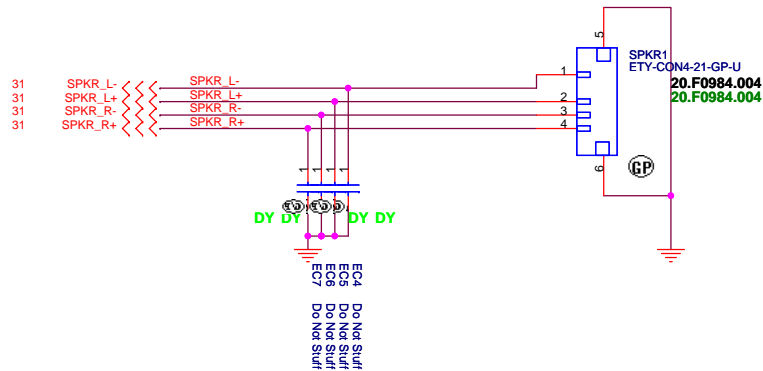 5
SPKR1
ETY-CON4-21-GP-U
20.F0984.004
20.F0984.004
31 SPKR_L- SPKR_L- 1
31 SPKR_L+ SPKR_L+ 2
31 SPKR_R- SPKR_R- 3
31 SPKR_R+ SPKR_R+ 4
6
GP
1 1 1 1
DY DY DY DY
EC4 Do Not Stuff
EC5 Do Not Stuff
EC6 Do Not Stuff
EC7 Do Not Stuff